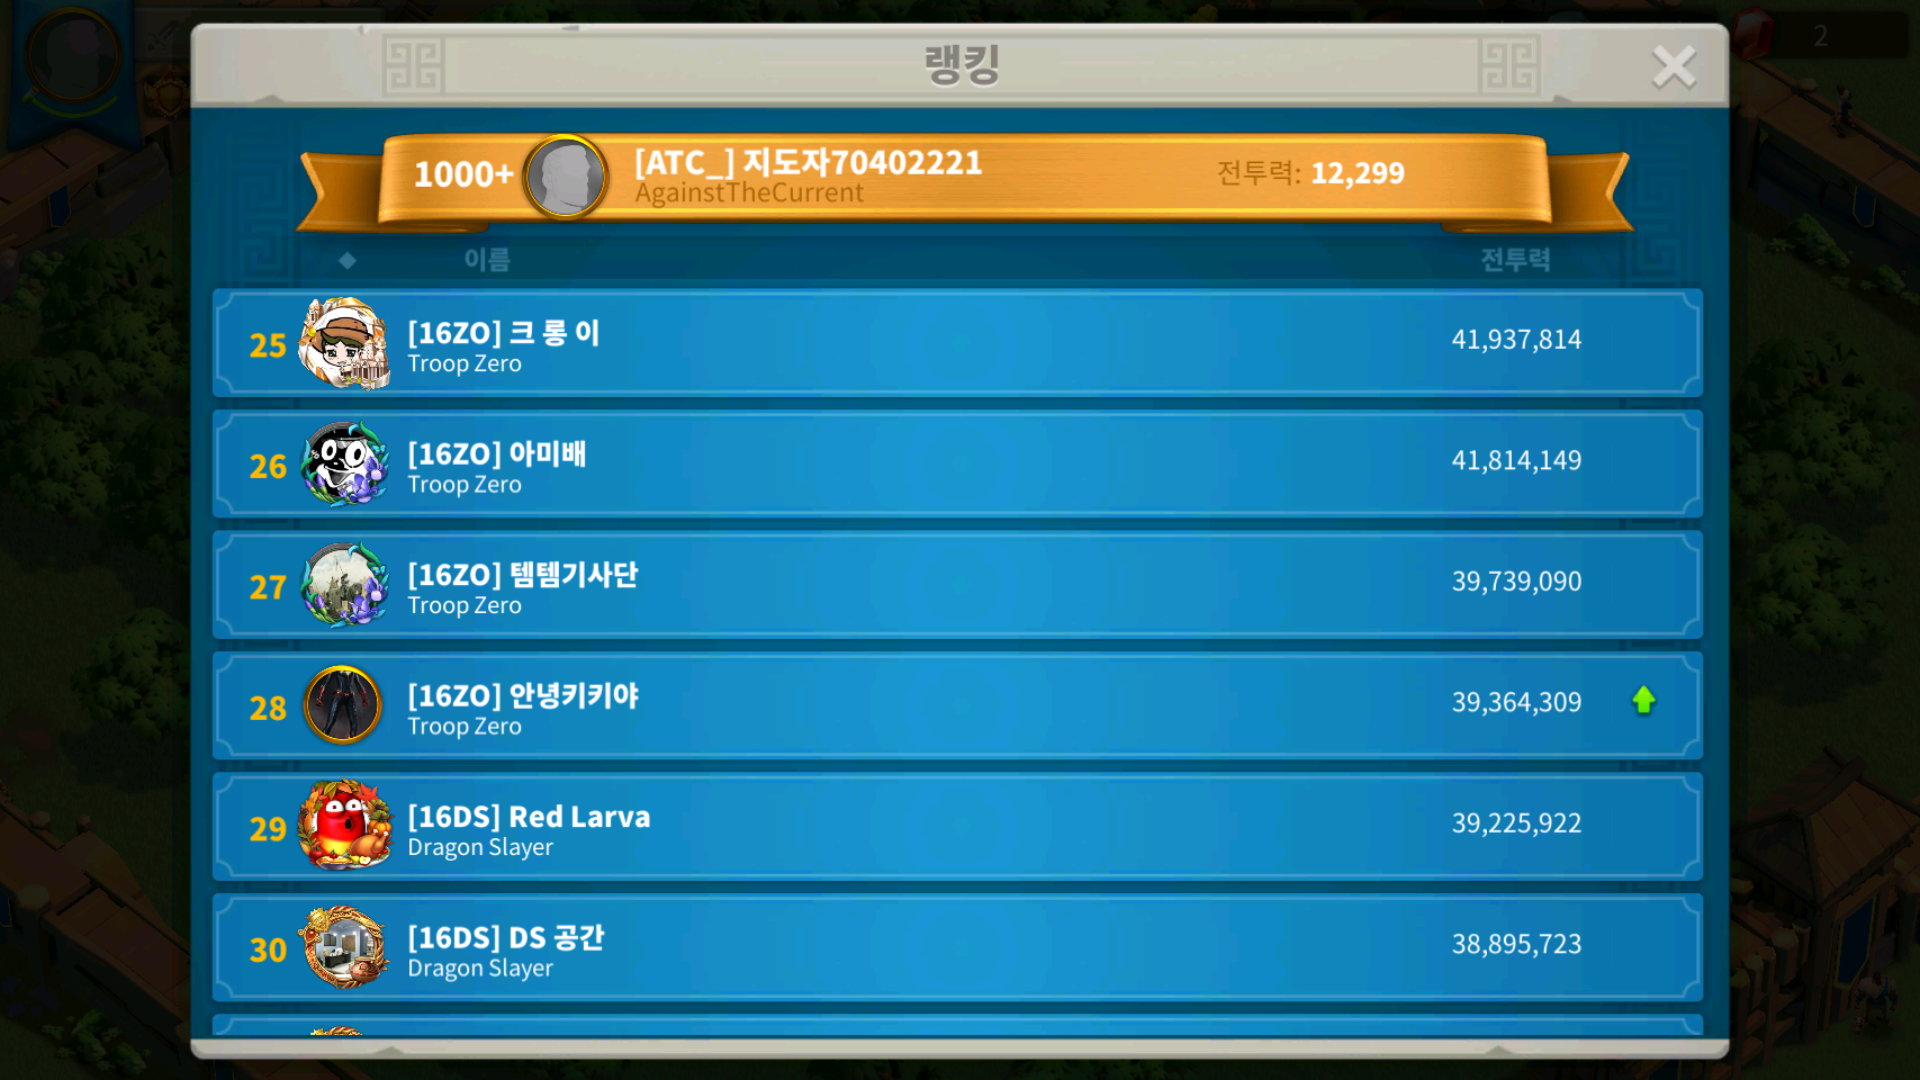 랭킹
2
1000+
[ATC_] 지도자70402221
AgainstTheCurrent
전투력: 12,299
이름 전투력
25 [16ZO] 크 롱 이 41,937,814
Troop Zero
26 [16ZO] 아미배 41,814,149
Troop Zero
27 [16ZO] 템템기사단 39,739,090
Troop Zero
28 [16ZO] 안녕키키야 39,364,309
Troop Zero
29 [16DS] Red Larva 39,225,922
Dragon Slayer
30 [16DS] DS 공간 38,895,723
Dragon Slayer